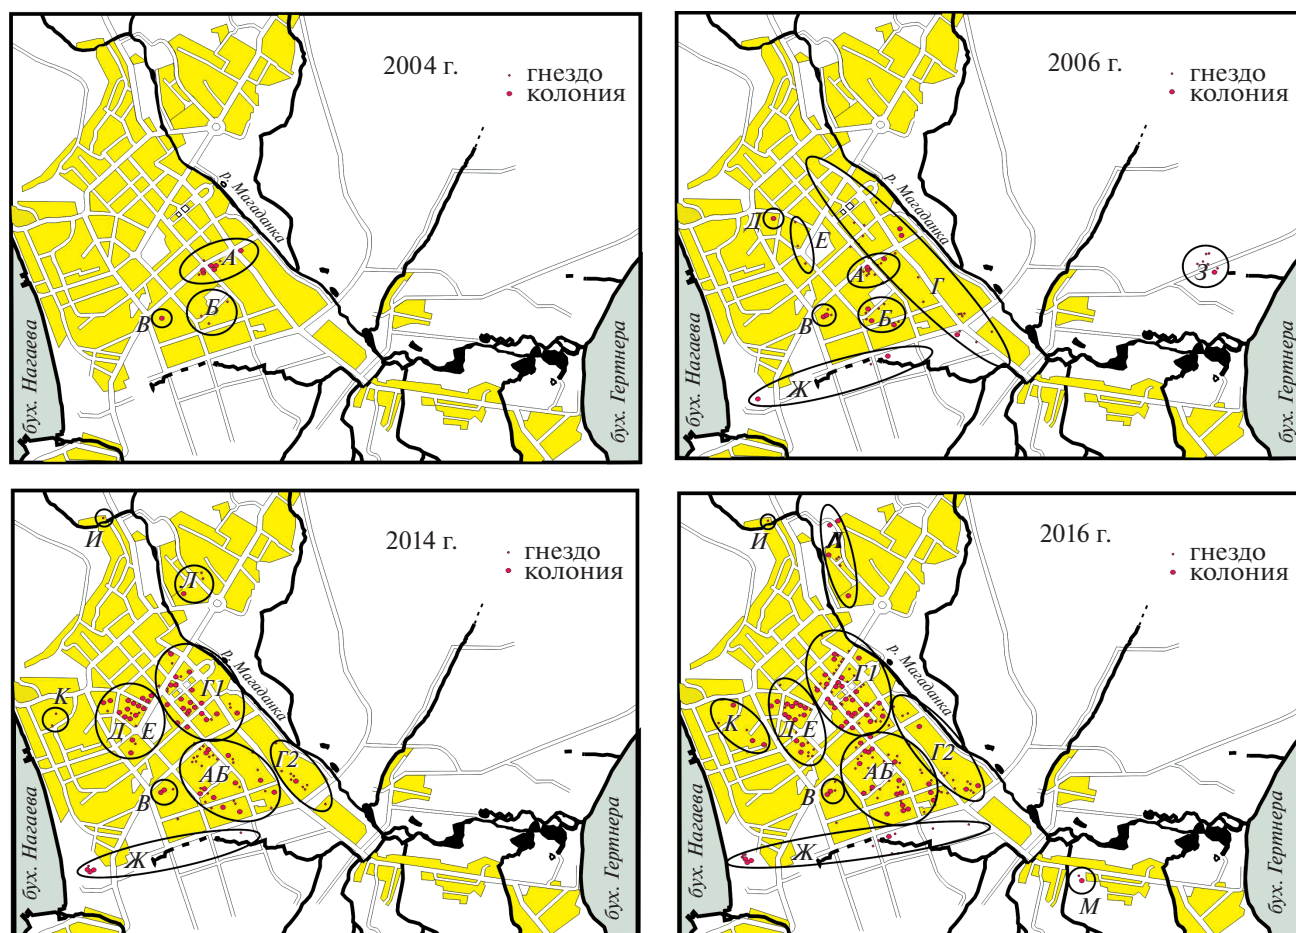 2004 г.
гнездо
колония
р. Магаданка
А
Б
В
бух. Нагаева
бух. Гертнера
2006 г.
гнездо
колония
р. Магаданка
Д
Е
А
Г
З
В
Б
Ж
бух. Нагаева
бух. Гертнера
2014 г.
гнездо
колония
И
Л
р. Магаданка
К
Г1
Д
Е
Г2
АБ
В
Ж
бух. Нагаева
бух. Гертнера
2016 г.
гнездо
колония
И
Л
р. Магаданка
Г1
К
Д
Е
Г2
АБ
В
Ж
М
бух. Нагаева
бух. Гертнера